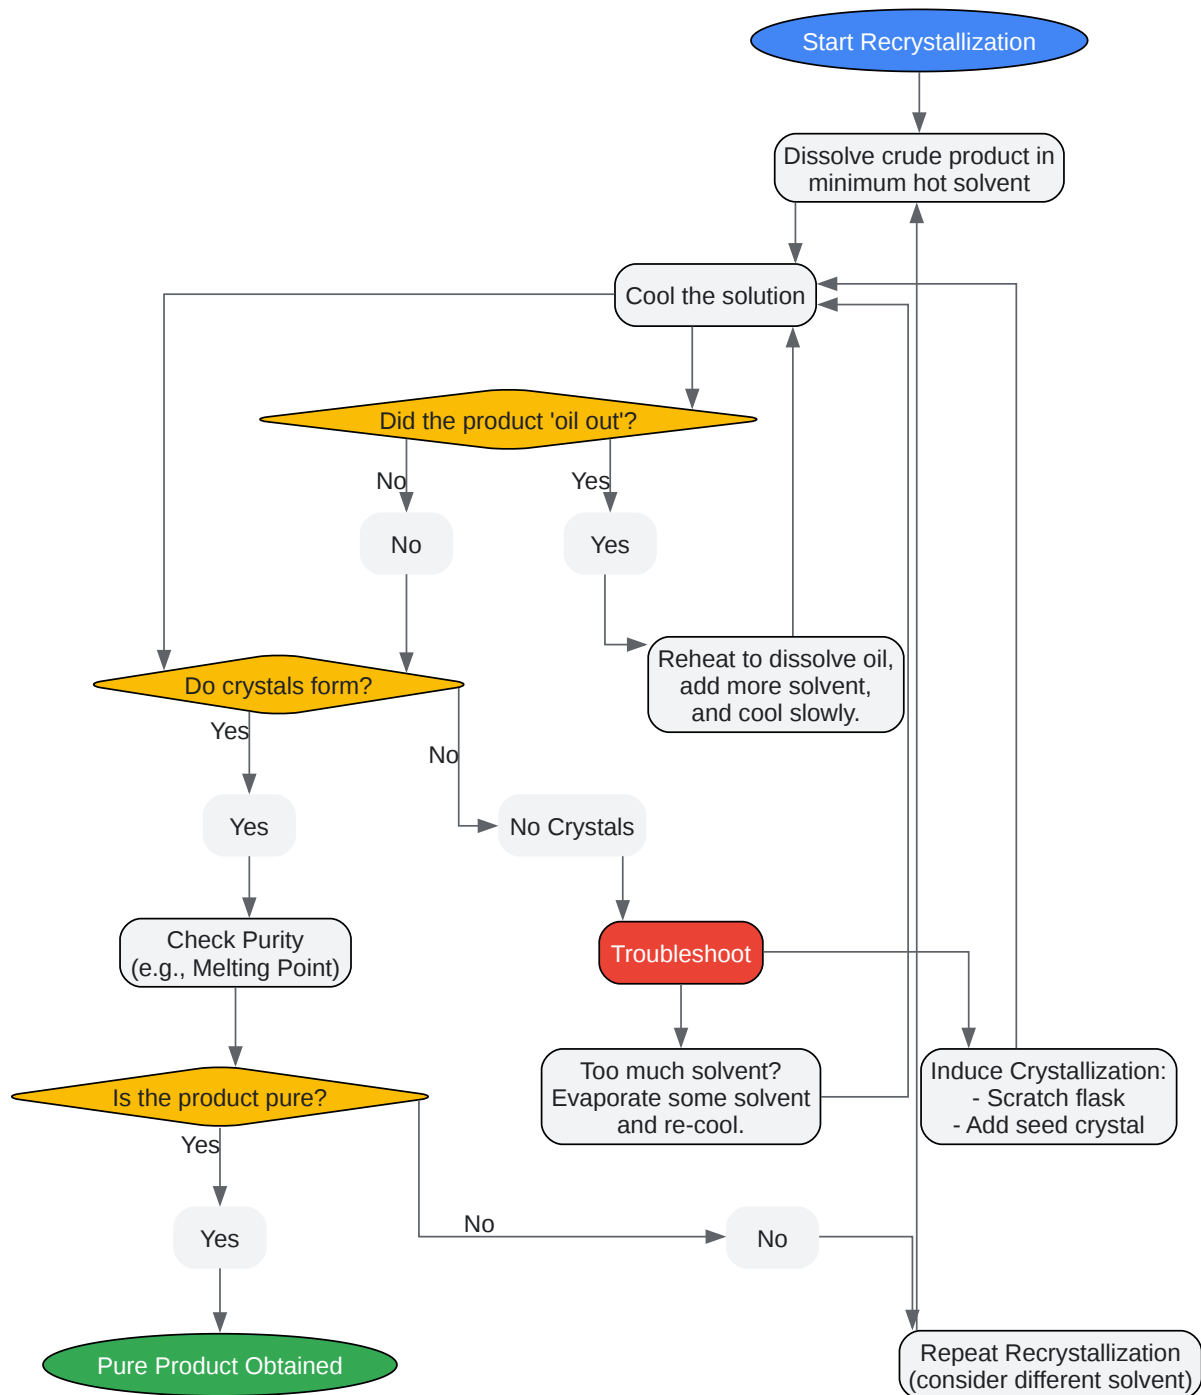 Start Recrystallization
Dissolve crude product in
minimum hot solvent
Cool the solution
Did the product 'oil out'?
No
Yes
No
Yes
Reheat to dissolve oil,
add more solvent,
and cool slowly.
Do crystals form?
Yes
No
Yes
No Crystals
Check Purity
(e.g., Melting Point)
Troubleshoot
Too much solvent?
Evaporate some solvent
and re-cool.
Induce Crystallization:
- Scratch flask
- Add seed crystal
Is the product pure?
Yes
No
Yes
No
Pure Product Obtained
Repeat Recrystallization
(consider different solvent)